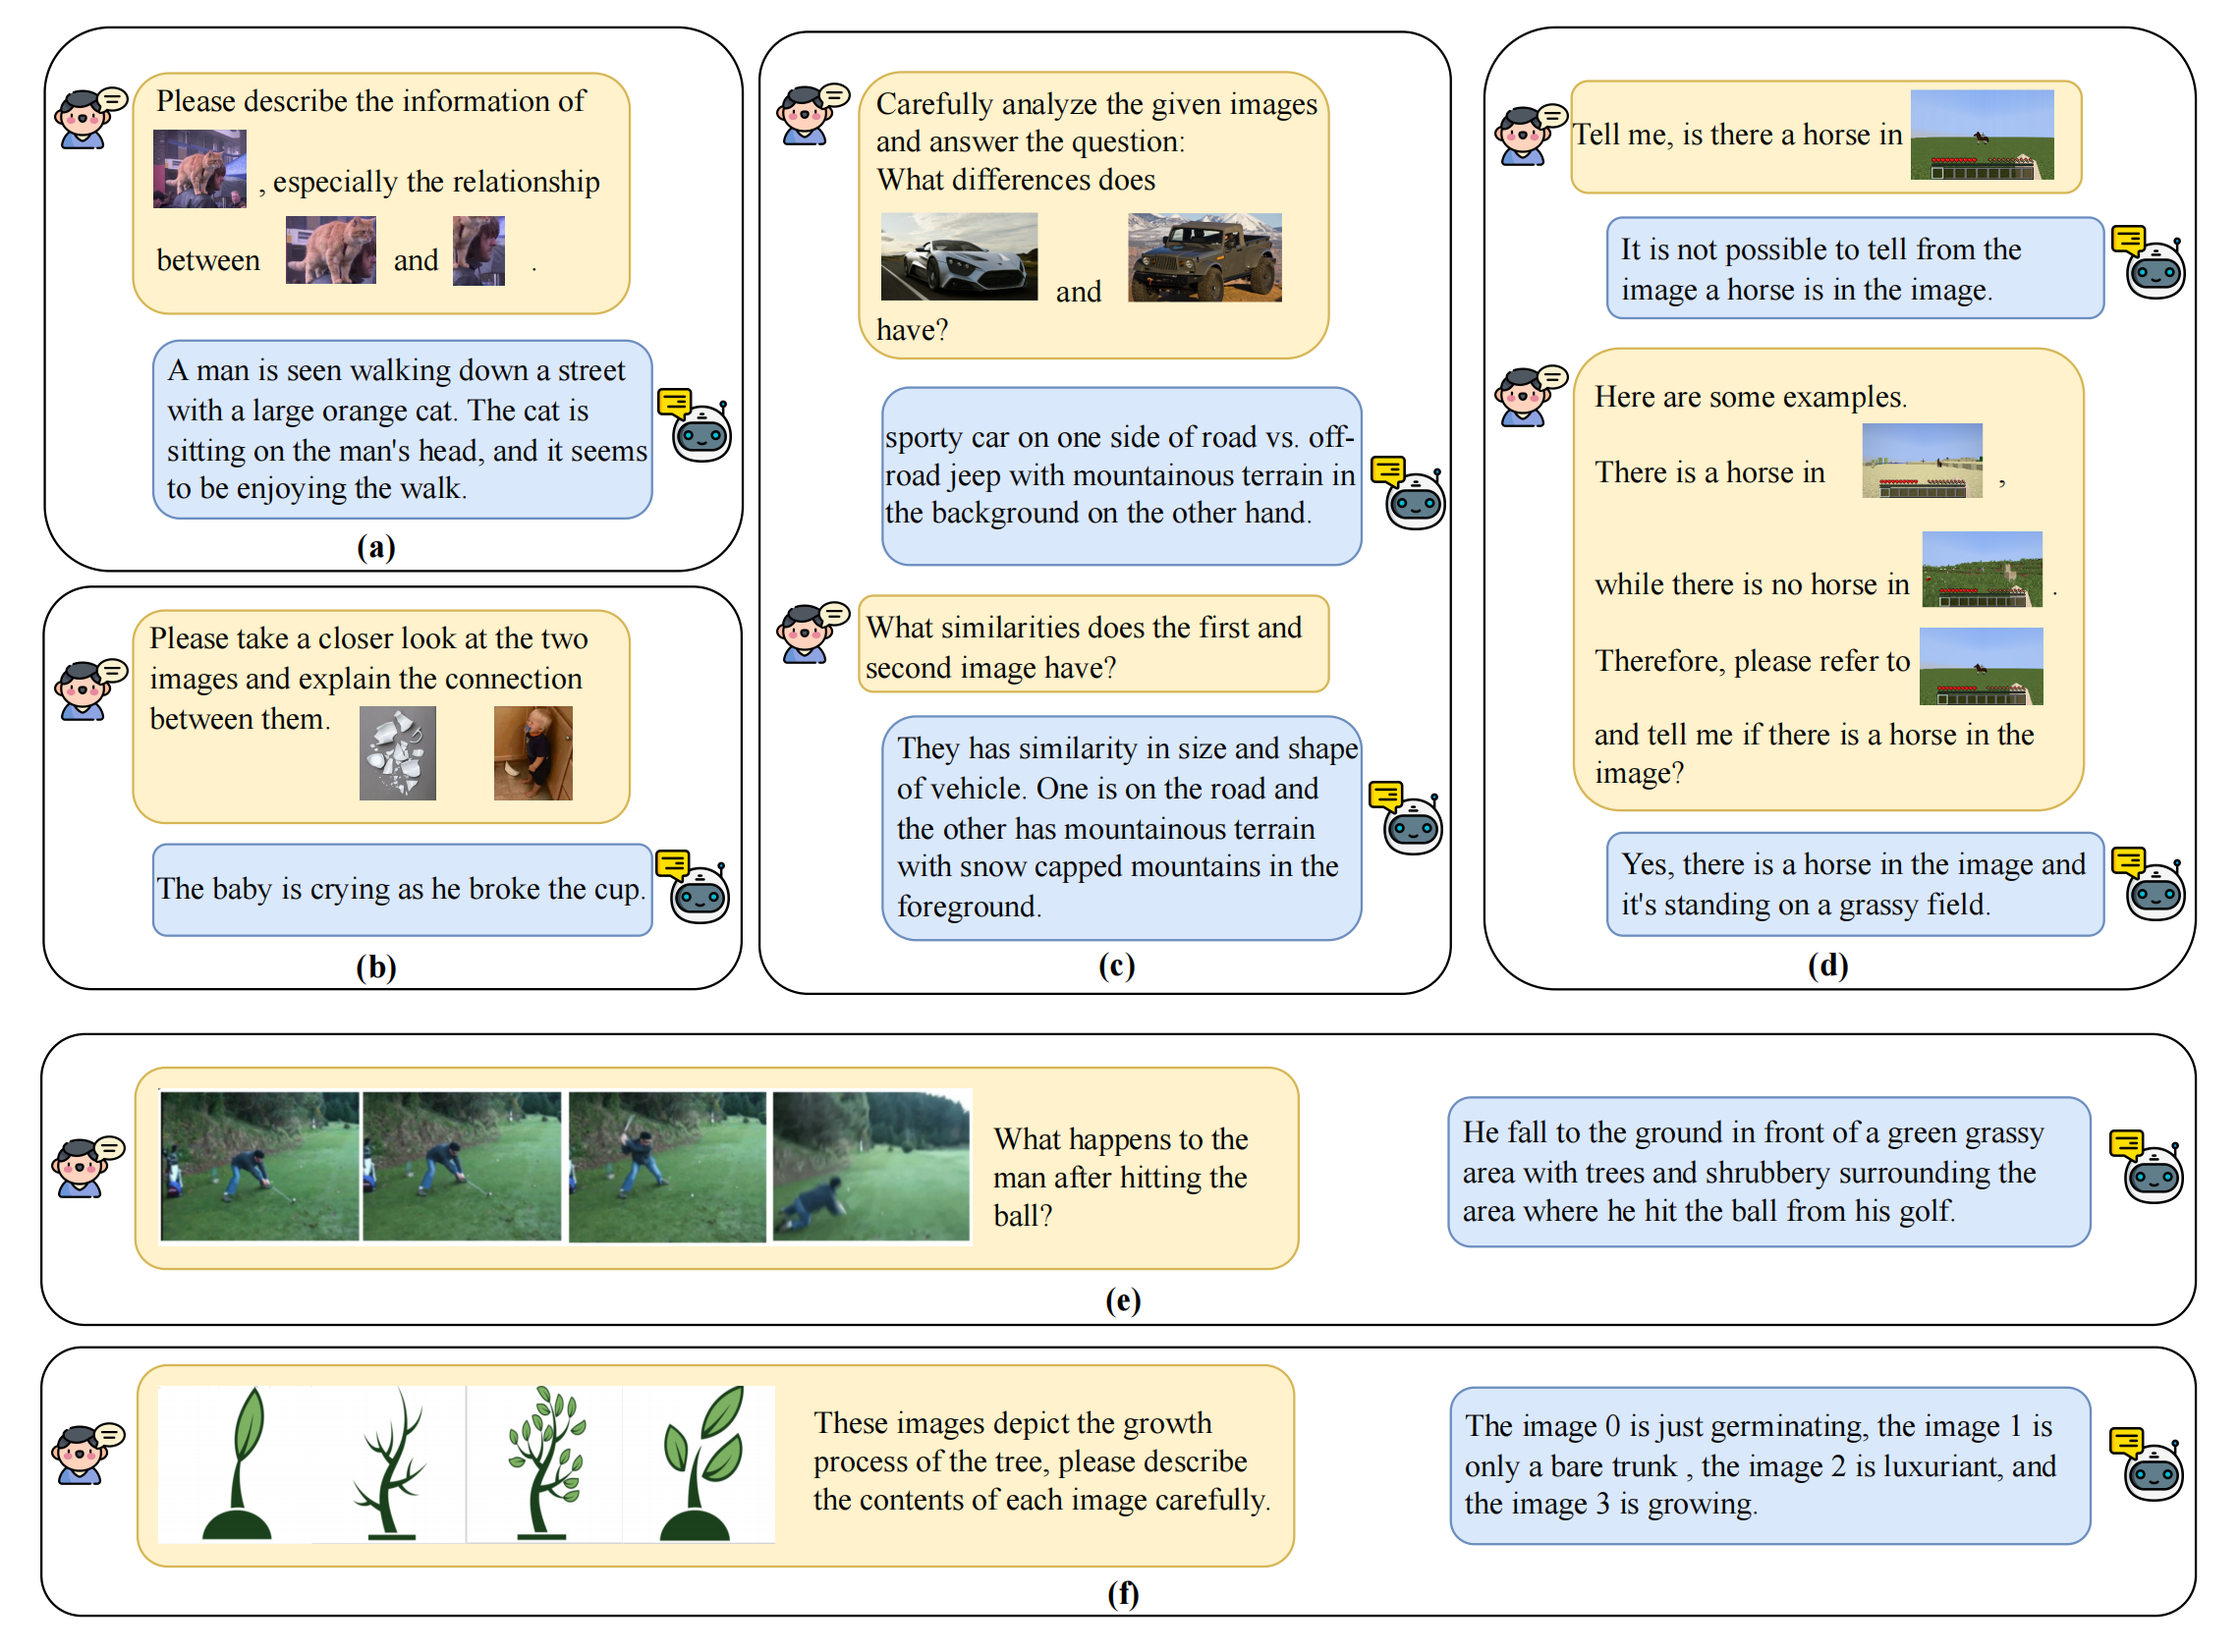 Please describe the information of
, especially the relationship
between and .
A man is seen walking down a street
with a large orange cat. The cat is
sitting on the man's head, and it seems
to be enjoying the walk.
(a)
Please take a closer look at the two
images and explain the connection
between them.
The baby is crying as he broke the cup.
(b)
Carefully analyze the given images
and answer the question:
What differences does
and
have?
sporty car on one side of road vs. off-
road jeep with mountainous terrain in
the background on the other hand.
What similarities does the first and
second image have?
They has similarity in size and shape
of vehicle. One is on the road and
the other has mountainous terrain
with snow capped mountains in the
foreground.
(c)
Tell me, is there a horse in
It is not possible to tell from the
image a horse is in the image.
Here are some examples.
There is a horse in ,
while there is no horse in .
Therefore, please refer to
and tell me if there is a horse in the
image?
Yes, there is a horse in the image and
it's standing on a grassy field.
(d)
What happens to the
man after hitting the
ball?
He fall to the ground in front of a green grassy
area with trees and shrubbery surrounding the
area where he hit the ball from his golf.
(e)
These images depict the growth
process of the tree, please describe
the contents of each image carefully.
The image 0 is just germinating, the image 1 is
only a bare trunk , the image 2 is luxuriant, and
the image 3 is growing.
(f)